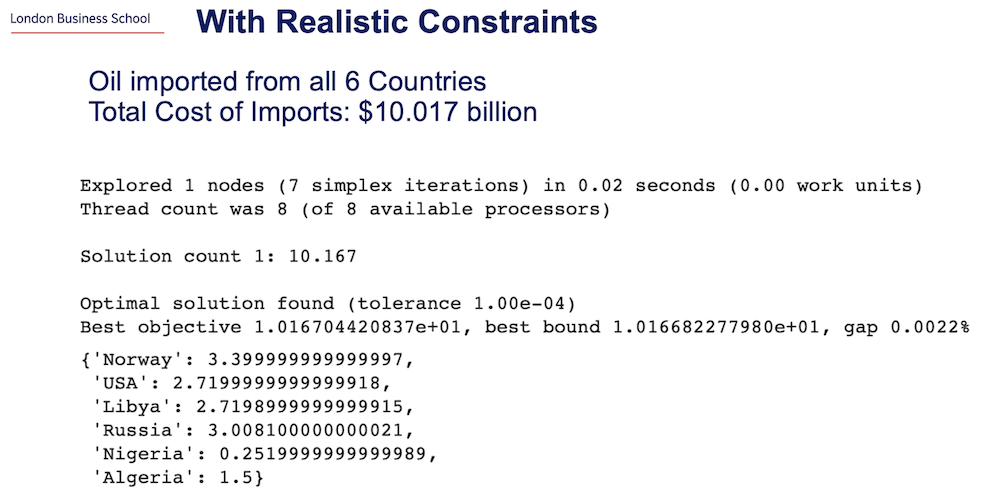 London Business School
With Realistic Constraints
Oil imported from all 6 Countries
Total Cost of Imports: $10.017 billion
Explored 1 nodes (7 simplex iterations) in 0.02 seconds (0.00 work units)
Thread count was 8 (of 8 available processors)
Solution count 1: 10.167
Optimal solution found (tolerance 1.00e-04)
Best objective 1.016704420837e+01, best bound 1.016682277980e+01, gap 0.0022%
{'Norway': 3.399999999999997,
'USA': 2.7199999999999918,
'Libya': 2.7198999999999915,
'Russia': 3.008100000000021,
'Nigeria': 0.2519999999999989,
'Algeria': 1.5}